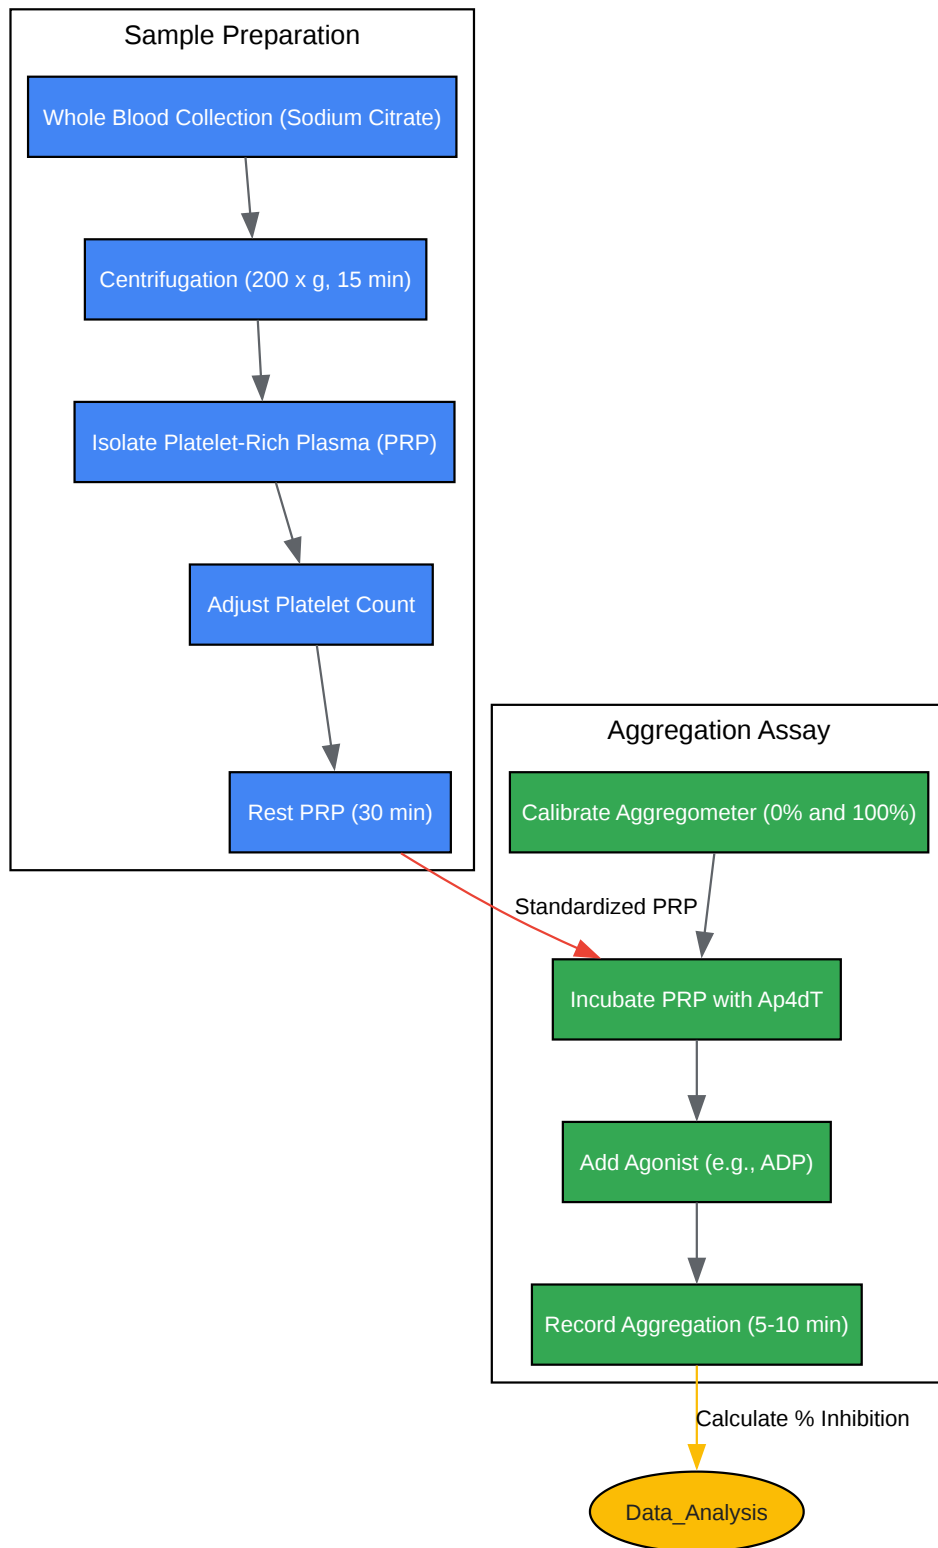 Sample Preparation
Whole Blood Collection (Sodium Citrate)
Centrifugation (200 x g, 15 min)
Isolate Platelet-Rich Plasma (PRP)
Adjust Platelet Count
Rest PRP (30 min)
Aggregation Assay
Calibrate Aggregometer (0% and 100%)
Standardized PRP
Incubate PRP with Ap4dT
Add Agonist (e.g., ADP)
Record Aggregation (5-10 min)
Calculate % Inhibition
Data_Analysis